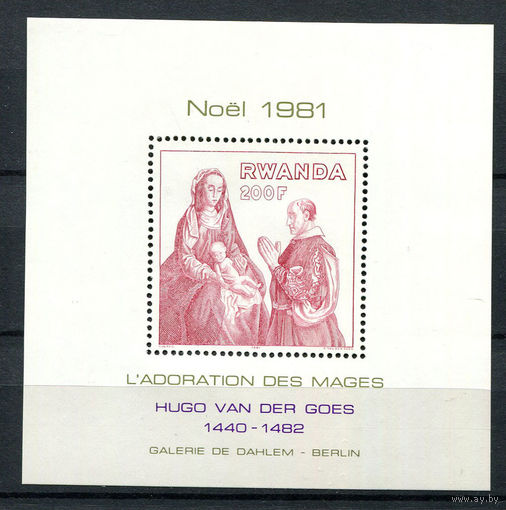 Noël 1981
RWANDA
200F
1981
L'ADORATION DES MAGES
HUGO VAN DER GOES
1440-1482
GALERIE DE DAHLEM - BERLIN
www.ay.by